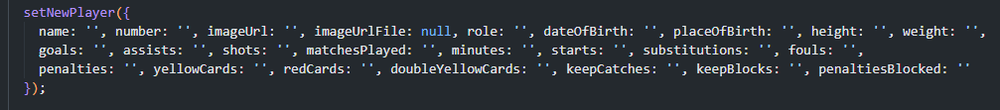 setNewPlayer({
name: '', number: '', imageUrl: '', imageUrlFile: null, role: '', dateOfBirth: '', placeOfBirth: '', height: '', weight: '',
goals: '', assists: '', shots: '', matchesPlayed: '', minutes: '', starts: '', substitutions: '', fouls: '',
penalties: '', yellowCards: '', redCards: '', doubleYellowCards: '', keepCatches: '', keepBlocks: '', penaltiesBlocked: ''
});